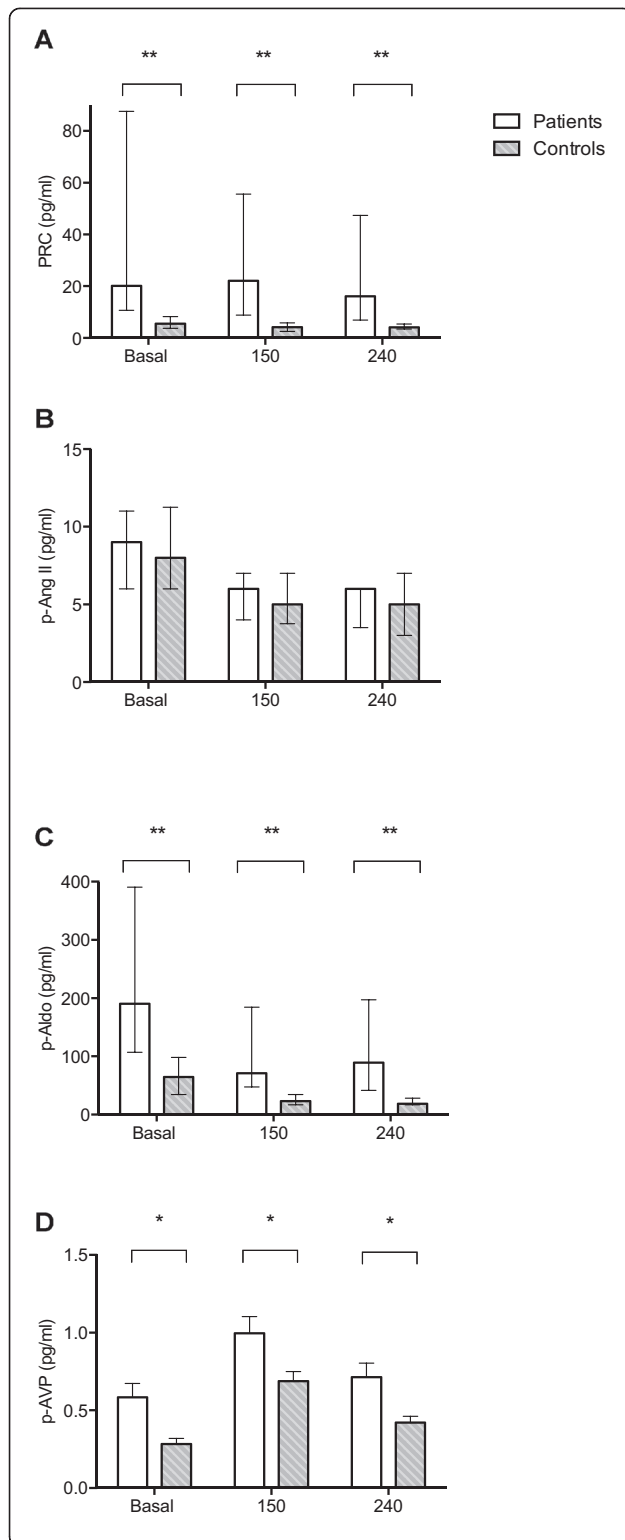 A
** ** **
Patients
Controls
80
60
40
20
0
PRC (pg/ml)
Basal 150 240
B
15
10
5
0
p-Ang II (pg/ml)
Basal 150 240
C
** ** **
400
300
200
100
0
p-Aldo (pg/ml)
Basal 150 240
D
* * *
1.5
1.0
0.5
0.0
p-AVP (pg/ml)
Basal 150 240